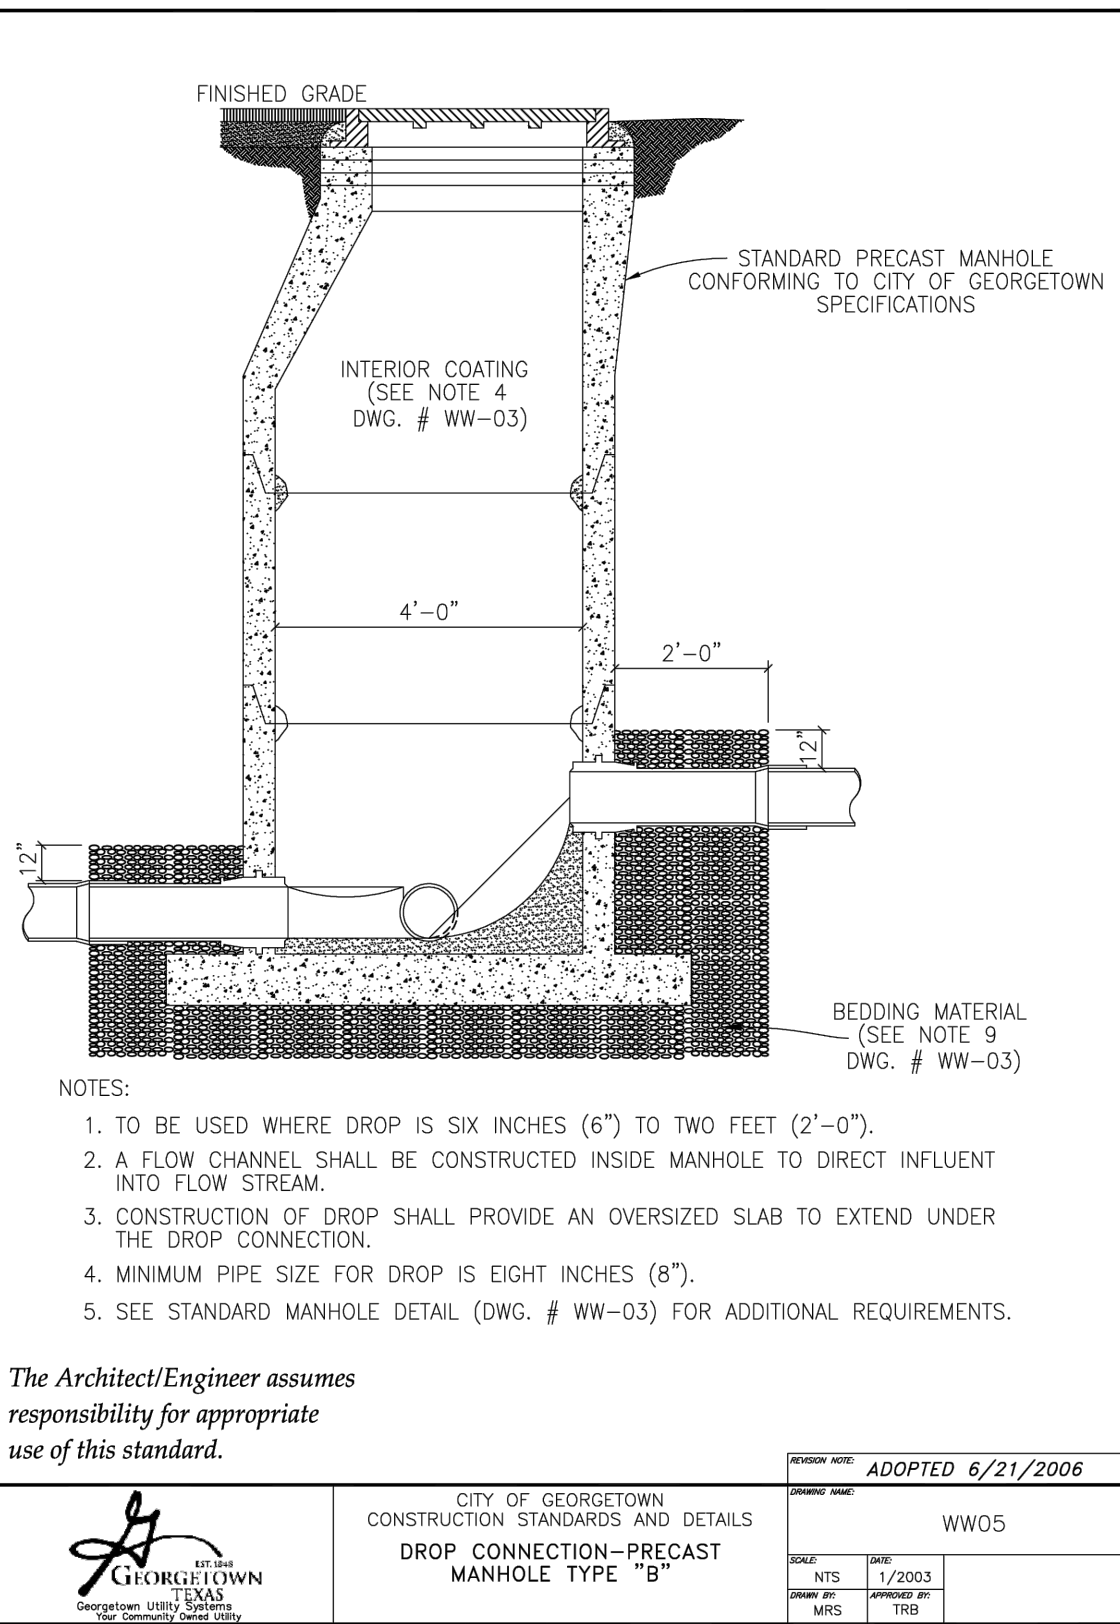 FINISHED GRADE
STANDARD PRECAST MANHOLE
CONFORMING TO CITY OF GEORGETOWN
SPECIFICATIONS
INTERIOR COATING
(SEE NOTE 4
DWG. # WW-03)
4'-0"
2'-0"
12"
12"
BEDDING MATERIAL
(SEE NOTE 9
DWG. # WW-03)
NOTES:
1. TO BE USED WHERE DROP IS SIX INCHES (6") TO TWO FEET (2'-0").
2. A FLOW CHANNEL SHALL BE CONSTRUCTED INSIDE MANHOLE TO DIRECT INFLUENT
INTO FLOW STREAM.
3. CONSTRUCTION OF DROP SHALL PROVIDE AN OVERSIZED SLAB TO EXTEND UNDER
THE DROP CONNECTION.
4. MINIMUM PIPE SIZE FOR DROP IS EIGHT INCHES (8").
5. SEE STANDARD MANHOLE DETAIL (DWG. # WW-03) FOR ADDITIONAL REQUIREMENTS.
The Architect/Engineer assumes
responsibility for appropriate
use of this standard.
REVISION NOTE:
ADOPTED 6/21/2006
EST. 1848
GEORGETOWN
TEXAS
Georgetown Utility Systems
Your Community Owned Utility
CITY OF GEORGETOWN
CONSTRUCTION STANDARDS AND DETAILS
DROP CONNECTION-PRECAST
MANHOLE TYPE "B"
DRAWING NAME:
WW05
SCALE:
NTS
DATE:
1/2003
DRAWN BY:
MRS
APPROVED BY:
TRB